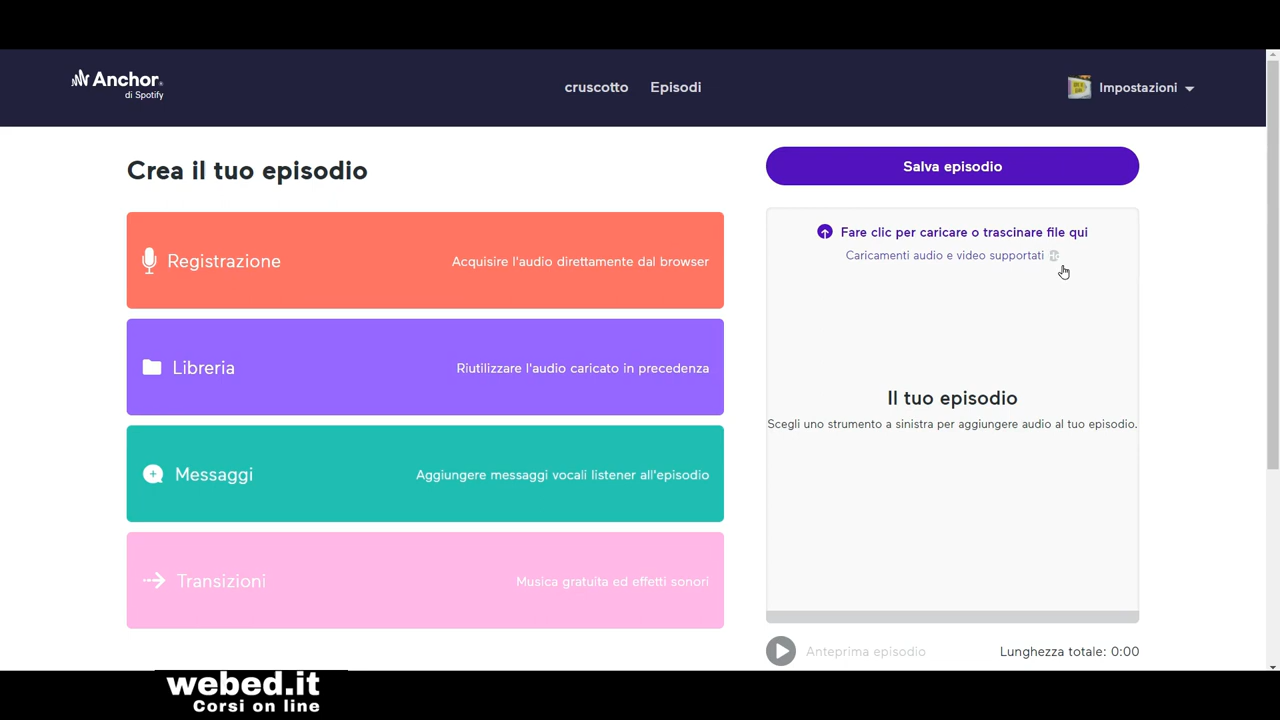 Anchor
di Spotify
cruscotto
Episodi
Impostazioni
Crea il tuo episodio
Salva episodio
Registrazione
Acquisire l'audio direttamente dal browser
Libreria
Riutilizzare l'audio caricato in precedenza
Messaggi
Aggiungere messaggi vocali listener all'episodio
Transizioni
Musica gratuita ed effetti sonori
Fare clic per caricare o trascinare file qui
Caricamenti audio e video supportati
Il tuo episodio
Scegli uno strumento a sinistra per aggiungere audio al tuo episodio.
Anteprima episodio
Lunghezza totale: 0:00
webed.it
Corsi on line